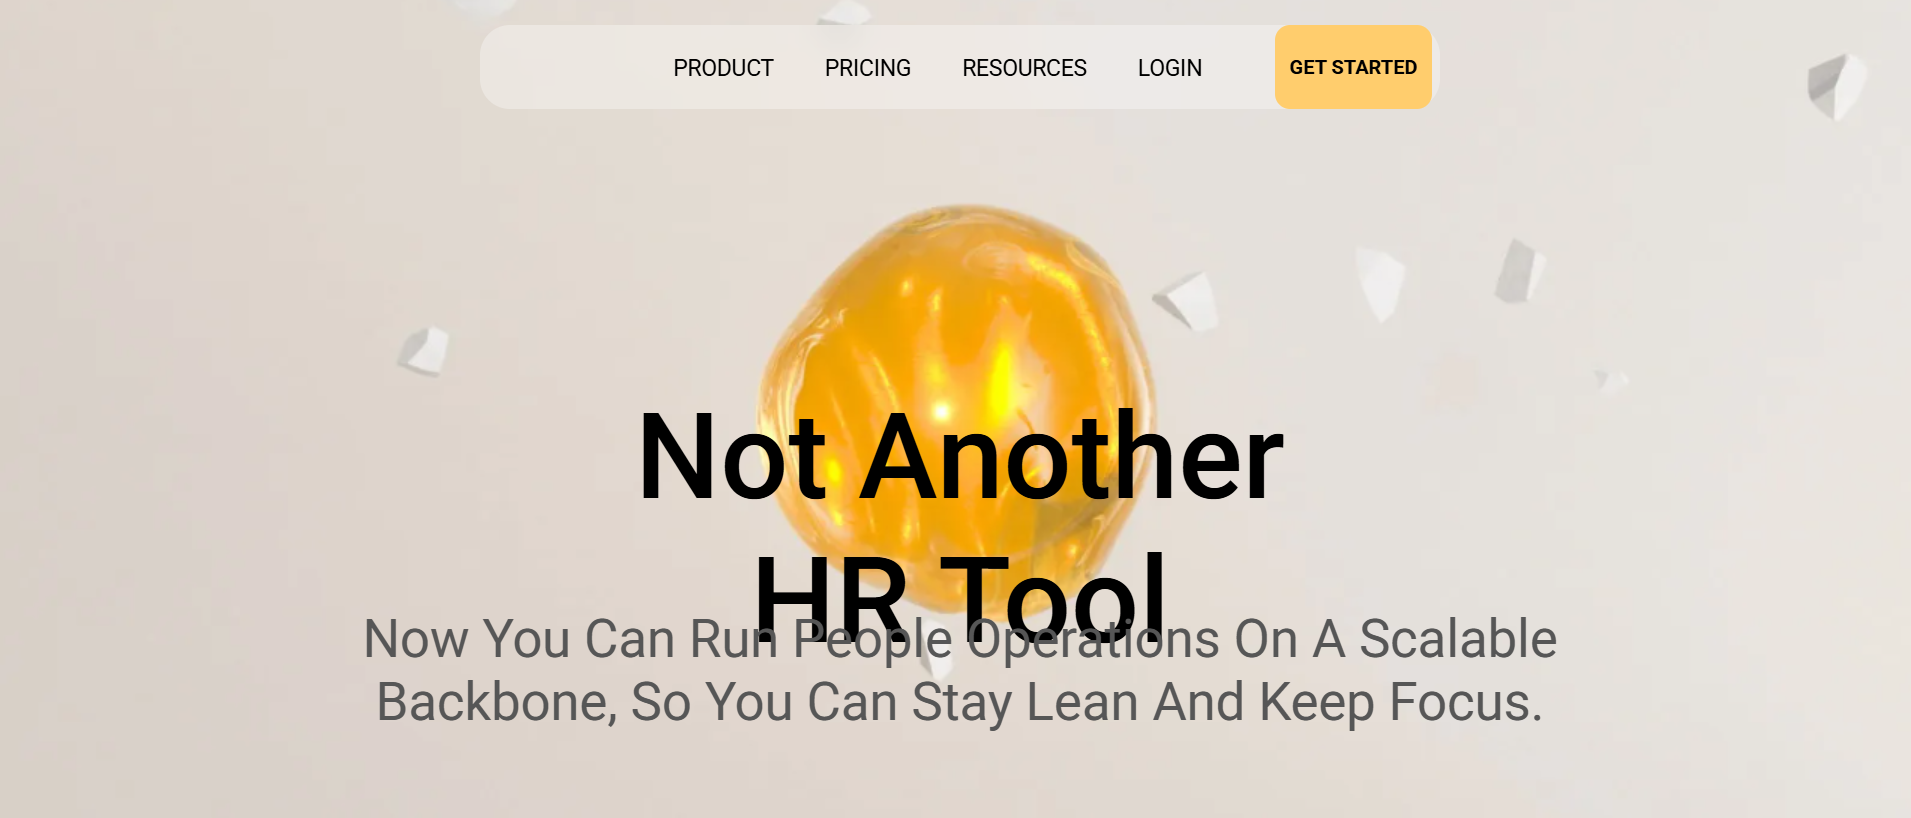 PRODUCT PRICING RESOURCES LOGIN GET STARTED
Not Another
HR Tool
Now You Can Run People Operations On A Scalable
Backbone, So You Can Stay Lean And Keep Focus.